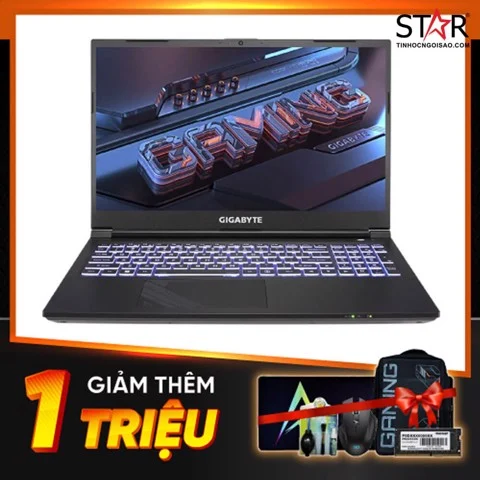 STAR
TINHOCNGOISAO.COM
GAMING
GIGABYTE
GIGABYTE
GIẢM THÊM
1 TRIỆU
GAMING